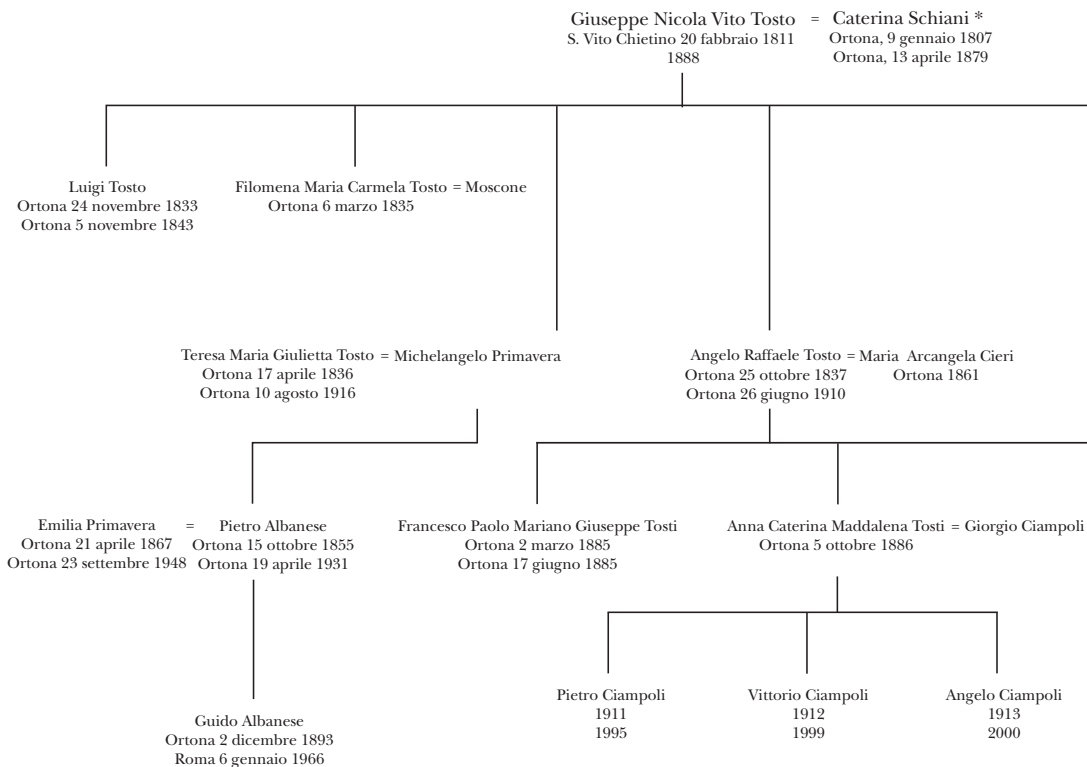 Giuseppe Nicola Vito Tosto = Caterina Schiani *
S. Vito Chietino 20 fabbraio 1811
1888
Ortona, 9 gennaio 1807
Ortona, 13 aprile 1879
Luigi Tosto
Ortona 24 novembre 1833
Ortona 5 novembre 1843
Filomena Maria Carmela Tosto = Moscone
Ortona 6 marzo 1835
Teresa Maria Giulietta Tosto = Michelangelo Primavera
Ortona 17 aprile 1836
Ortona 10 agosto 1916
Angelo Raffaele Tosto = Maria Arcangela Cieri
Ortona 25 ottobre 1837
Ortona 26 giugno 1910
Ortona 1861
Emilia Primavera = Pietro Albanese
Ortona 21 aprile 1867
Ortona 23 settembre 1948
Ortona 15 ottobre 1855
Ortona 19 aprile 1931
Francesco Paolo Mariano Giuseppe Tosti
Ortona 2 marzo 1885
Ortona 17 giugno 1885
Anna Caterina Maddalena Tosti = Giorgio Ciampoli
Ortona 5 ottobre 1886
Guido Albanese
Ortona 2 dicembre 1893
Roma 6 gennaio 1966
Pietro Ciampoli
1911
1995
Vittorio Ciampoli
1912
1999
Angelo Ciampoli
1913
2000